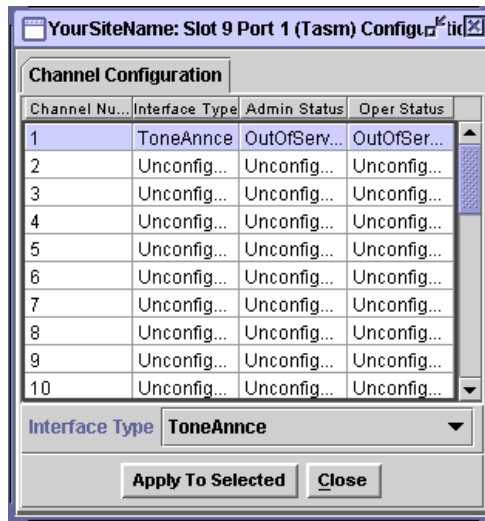 YourSiteName: Slot 9 Port 1 (Tasm)
Channel Configuration
Channel Nu... Interface Type Admin Status Oper Status
1 ToneAnnce OutOfServ... OutOfSer...
2 Unconfig... Unconfig... Unconfig...
3 Unconfig... Unconfig... Unconfig...
4 Unconfig... Unconfig... Unconfig...
5 Unconfig... Unconfig... Unconfig...
6 Unconfig... Unconfig... Unconfig...
7 Unconfig... Unconfig... Unconfig...
8 Unconfig... Unconfig... Unconfig...
9 Unconfig... Unconfig... Unconfig...
10 Unconfig... Unconfig... Unconfig...
Interface Type ToneAnnce
Apply To Selected Close